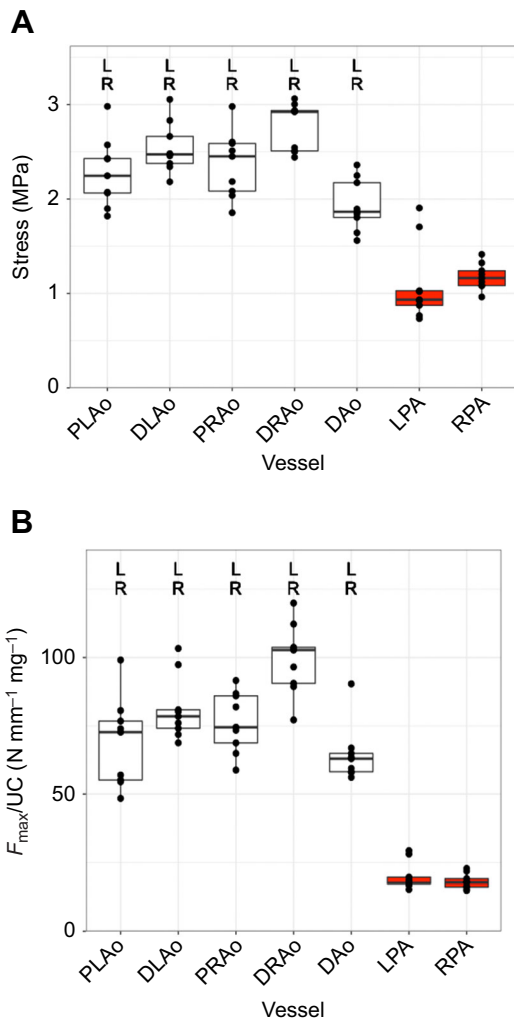 A
L L L L L
R R R R R
3
2
1
0
Stress (MPa)
PLAo DLAo PRAo DRAo DAo LPA RPA
Vessel
B
L L L L L
R R R R R
100
50
0
Fmax/UC (N mm–1 mg–1)
PLAo DLAo PRAo DRAo DAo LPA RPA
Vessel